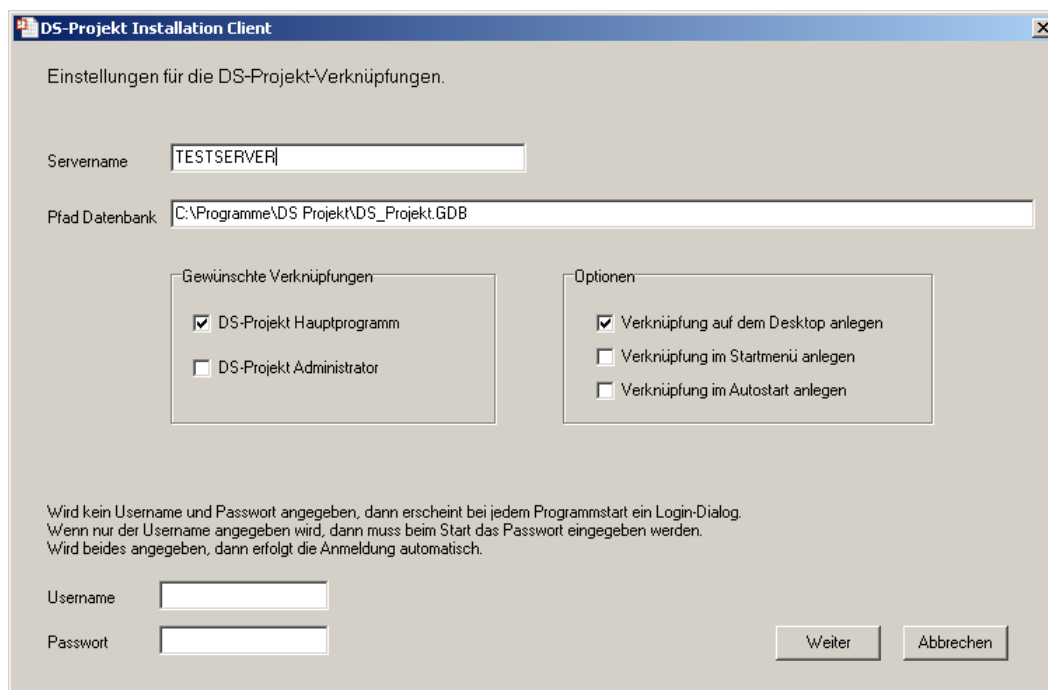 DS-Projekt Installation Client
Einstellungen für die DS-Projekt-Verknüpfungen.
Servername TESTSERVER
Pfad Datenbank C:\Programme\DS Projekt\DS_Projekt.GDB
Gewünschte Verknüpfungen
DS-Projekt Hauptprogramm
DS-Projekt Administrator
Optionen
Verknüpfung auf dem Desktop anlegen
Verknüpfung im Startmenü anlegen
Verknüpfung im Autostart anlegen
Wird kein Username und Passwort angegeben, dann erscheint bei jedem Programmstart ein Login-Dialog.
Wenn nur der Username angegeben wird, dann muss beim Start das Passwort eingegeben werden.
Wird beides angegeben, dann erfolgt die Anmeldung automatisch.
Username
Passwort
Weiter Abbrechen